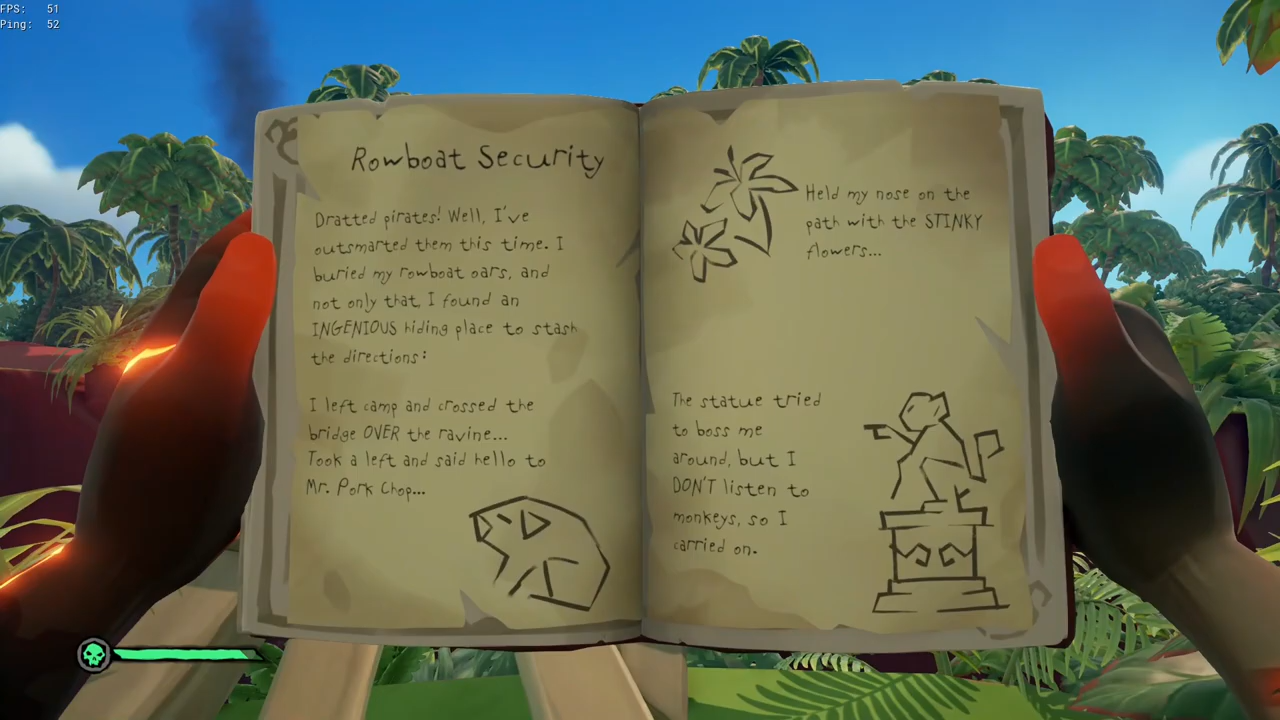 FPS: 51
Ping: 52
Rowboat Security
Dratted pirates! Well, I've
outsmarted them this time. I
buried my rowboat oars, and
not only that, I found an
INGENIOUS hiding place to stash
the directions:
I left camp and crossed the
bridge OVER the ravine...
Took a left and said hello to
Mr. Pork Chop...
Held my nose on the
path with the STINKY
flowers...
The statue tried
to boss me
around, but I
DON'T listen to
monkeys, so I
carried on.